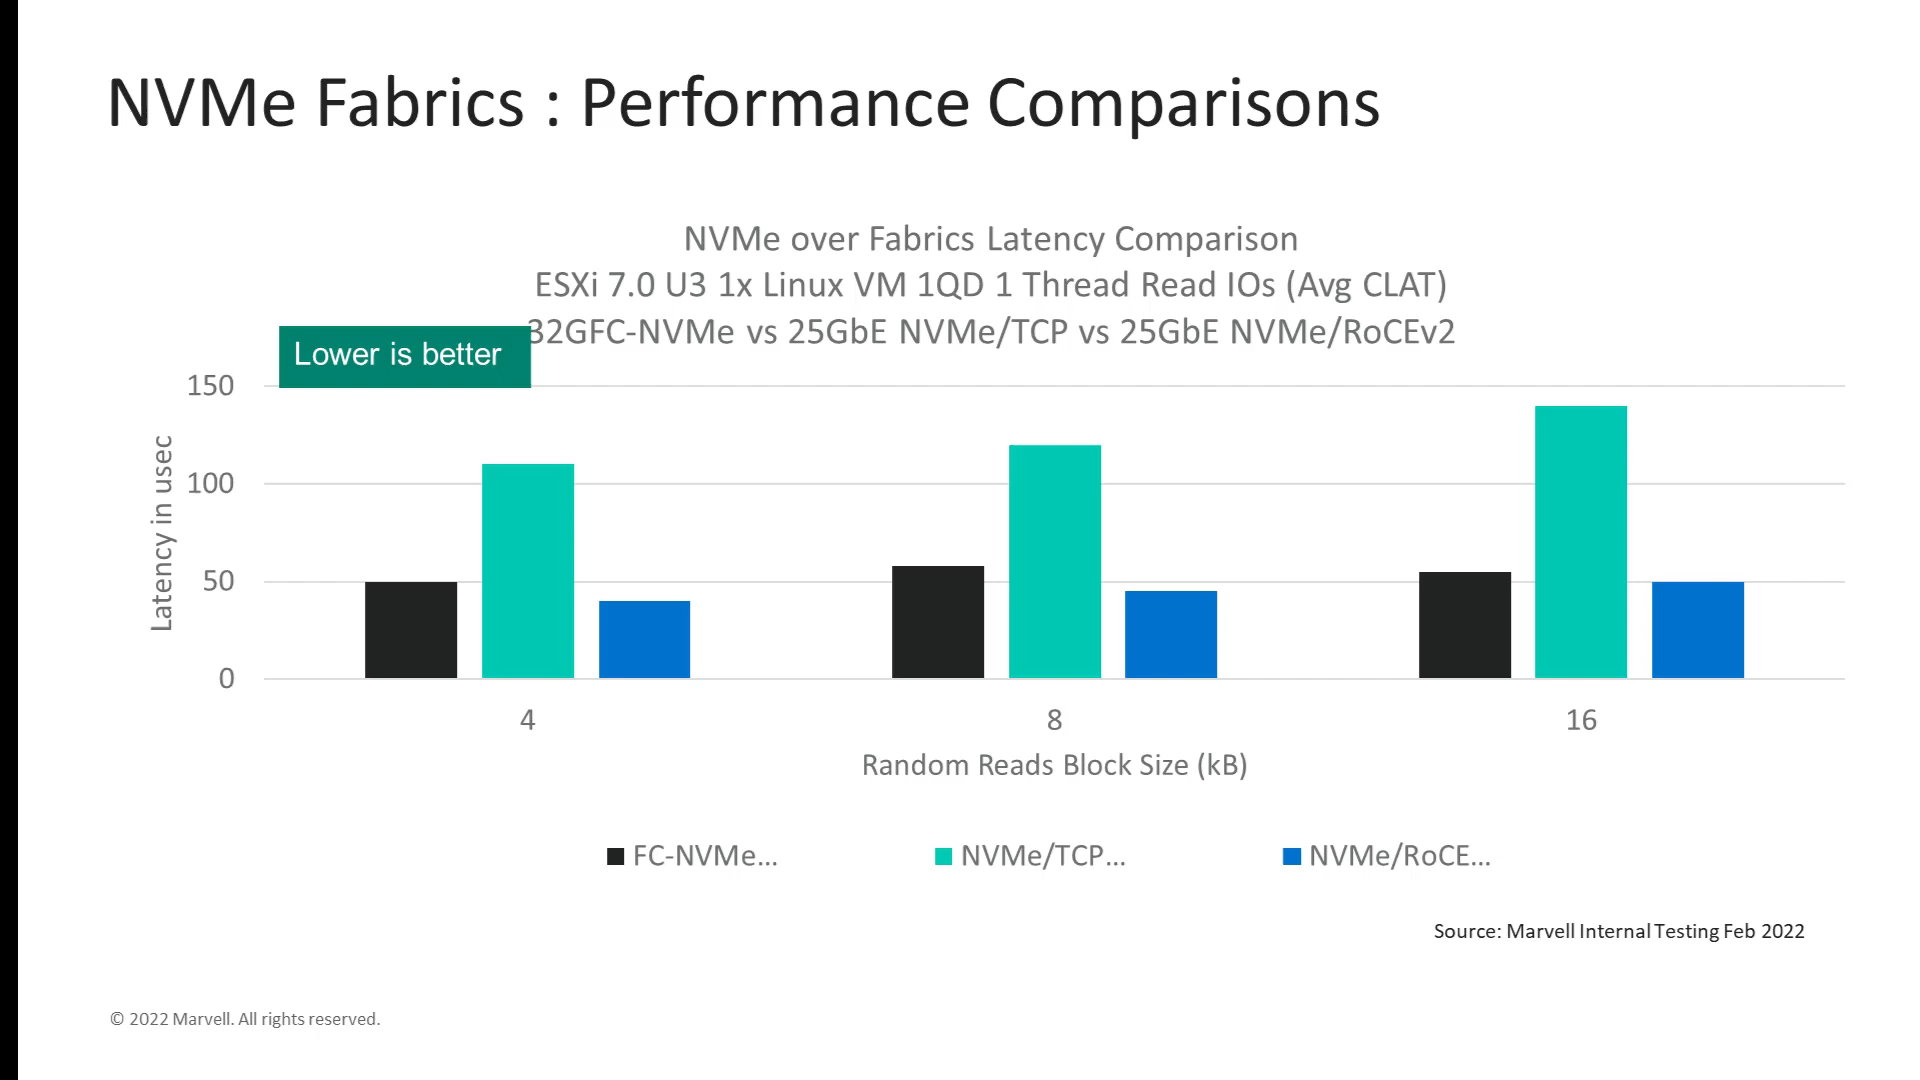 NVMe Fabrics : Performance Comparisons
NVMe over Fabrics Latency Comparison
ESXi 7.0 U3 1x Linux VM 1QD 1 Thread Read IOs (Avg CLAT)
32GFC-NVMe vs 25GbE NVMe/TCP vs 25GbE NVMe/RoCEv2
Lower is better
150
100
50
0
Latency in usec
4 8 16
Random Reads Block Size (kB)
FC-NVMe... NVMe/TCP... NVMe/RoCE...
Source: Marvell Internal Testing Feb 2022
© 2022 Marvell. All rights reserved.